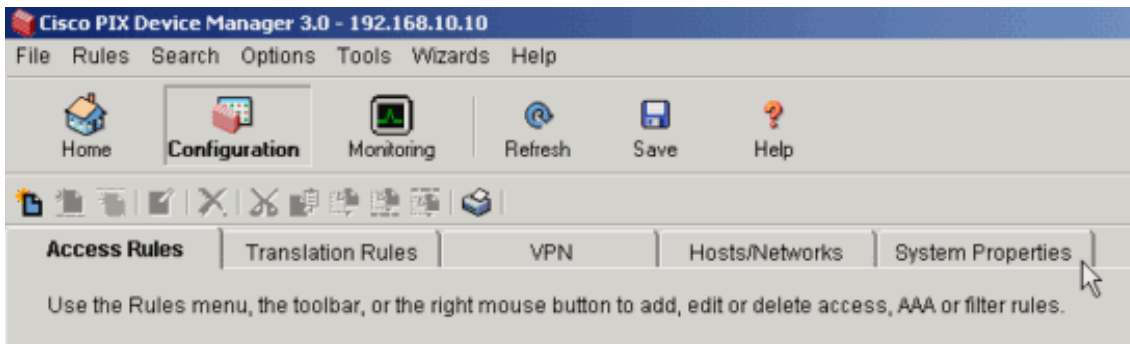 Cisco PIX Device Manager 3.0 - 192.168.10.10
File Rules Search Options Tools Wizards Help
Home Configuration Monitoring Refresh Save Help
Access Rules Translation Rules VPN Hosts/Networks System Properties
Use the Rules menu, the toolbar, or the right mouse button to add, edit or delete access, AAA or filter rules.